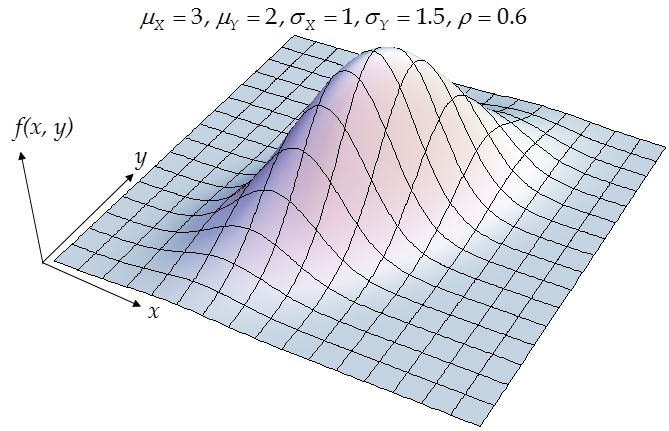 μX = 3, μY = 2, σX = 1, σY = 1.5, ρ = 0.6
f(x, y)
y
x